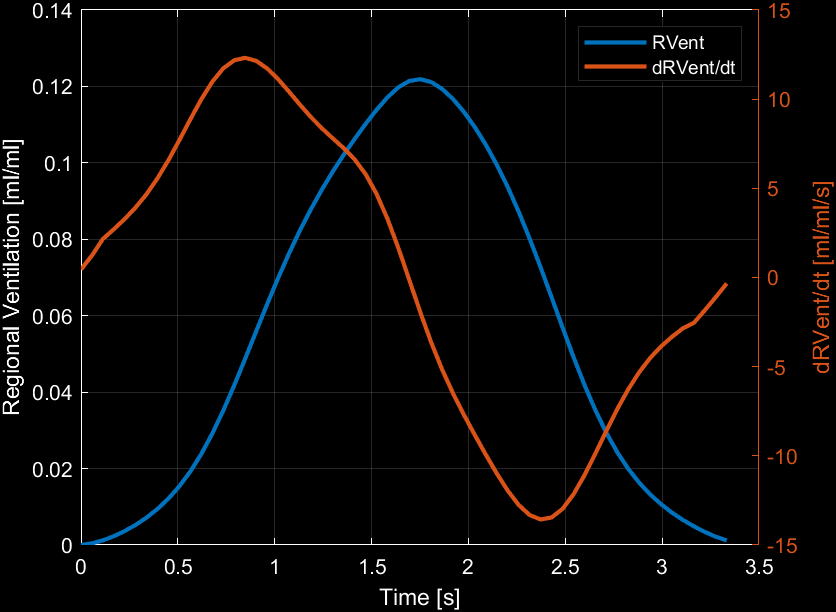 RVent
dRVent/dt
Regional Ventilation [ml/ml]
0.14
0.12
0.1
0.08
0.06
0.04
0.02
0
15
10
5
0
-5
-10
-15
dRVent/dt [ml/ml/s]
0 0.5 1 1.5 2 2.5 3 3.5
Time [s]